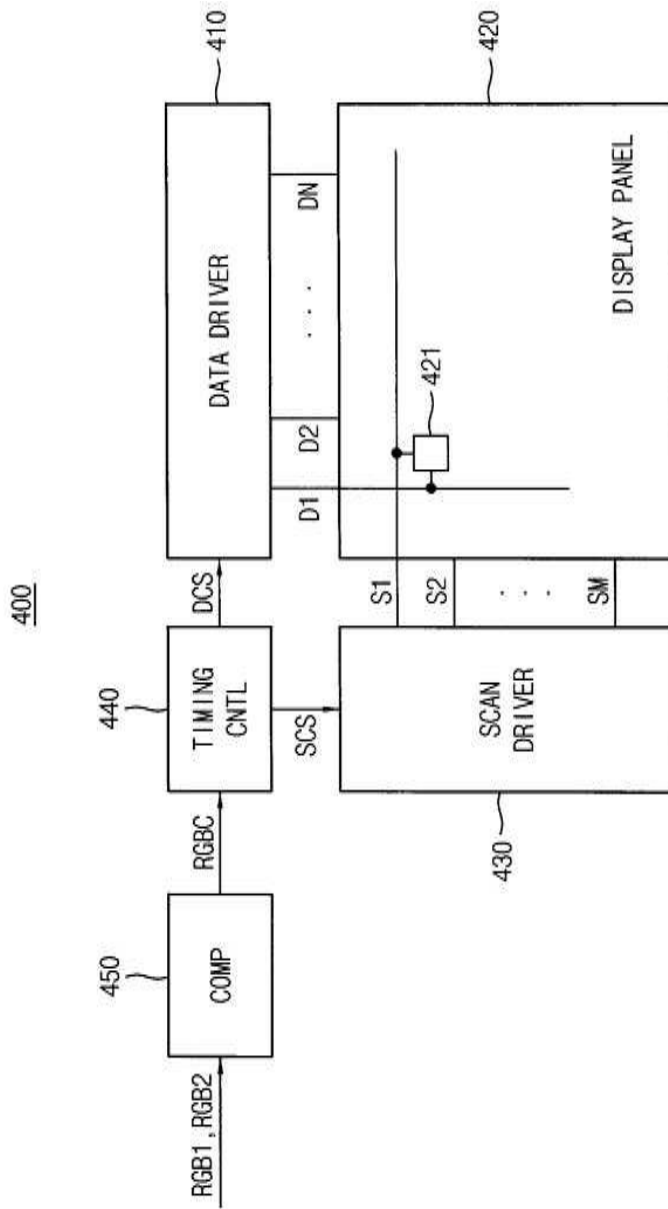 400
450
440
410
RGB1,RGB2
COMP
RGBC
TIMING
CNTL
DCS
DATA DRIVER
SCS
D1
D2
. . .
DN
430
SCAN
DRIVER
S1
S2
. . .
SM
421
DISPLAY PANEL
420